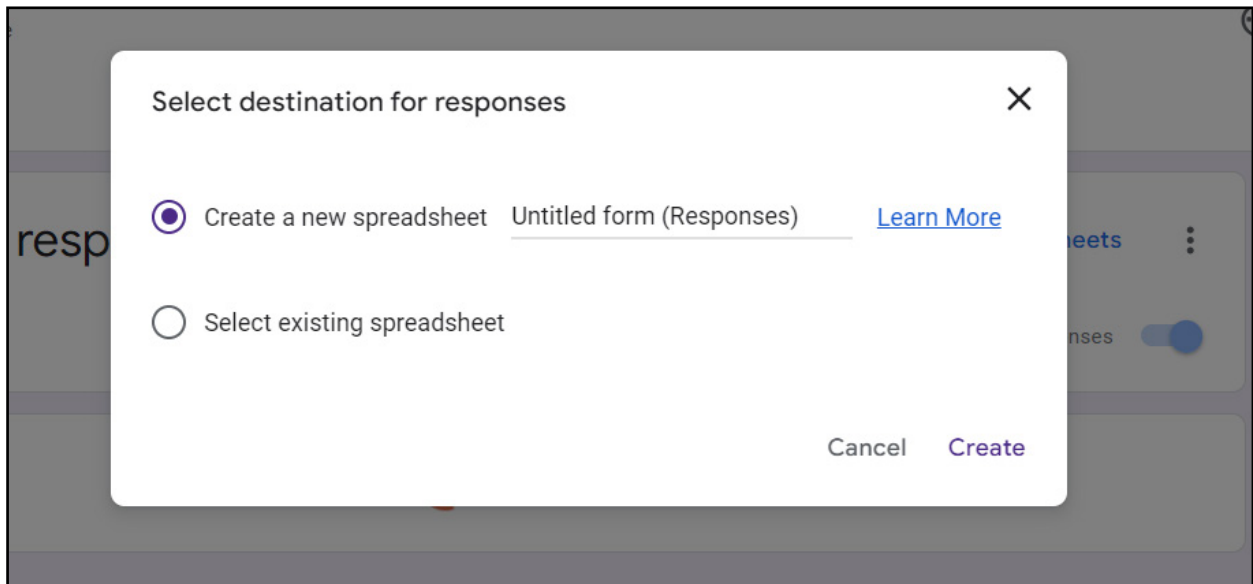 Select destination for responses
Create a new spreadsheet Untitled form (Responses) Learn More
resp
eets
Select existing spreadsheet
nses
Cancel Create